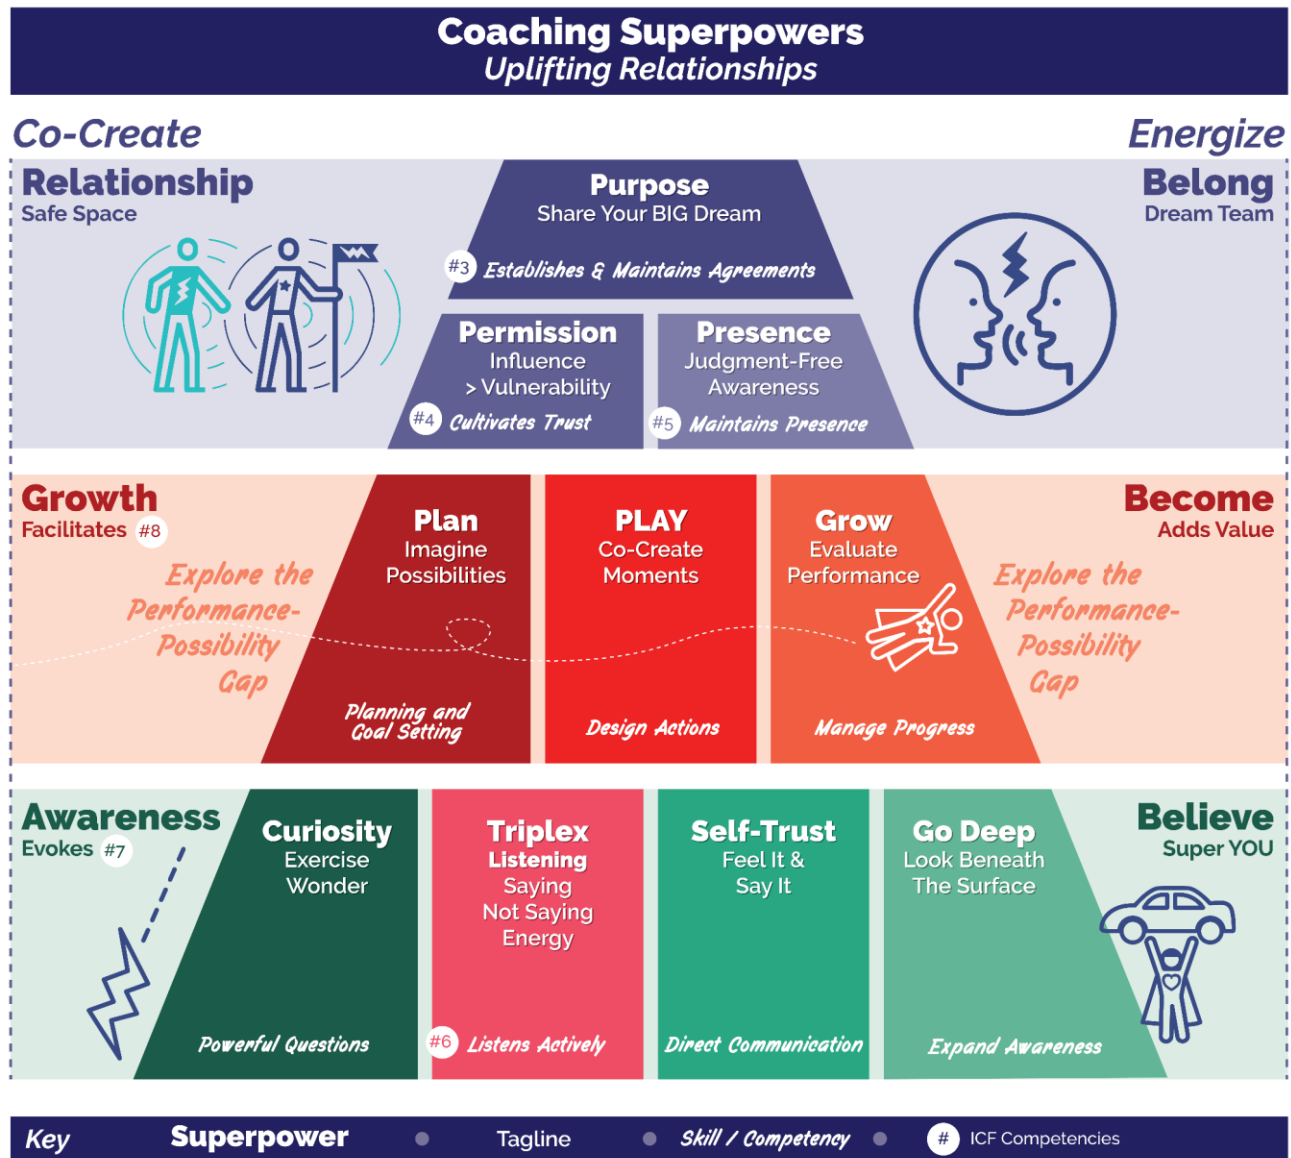 Coaching Superpowers
Uplifting Relationships
Co-Create
Energize
Relationship
Safe Space
Purpose
Share Your BIG Dream
#3 Establishes & Maintains Agreements
Belong
Dream Team
Permission
Influence
> Vulnerability
#4 Cultivates Trust
Presence
Judgment-Free
Awareness
#5 Maintains Presence
Growth
Facilitates #8
Explore the
Performance-
Possibility
Gap
Plan
Imagine
Possibilities
Planning and
Goal Setting
PLAY
Co-Create
Moments
Design Actions
Grow
Evaluate
Performance
Manage Progress
Become
Adds Value
Explore the
Performance-
Possibility
Gap
Awareness
Evokes #7
Curiosity
Exercise
Wonder
Powerful Questions
Triplex
Listening
Saying
Not Saying
Energy
#6 Listens Actively
Self-Trust
Feel It &
Say It
Direct Communication
Go Deep
Look Beneath
The Surface
Expand Awareness
Believe
Super YOU
Key Superpower Tagline Skill / Competency # ICF Competencies